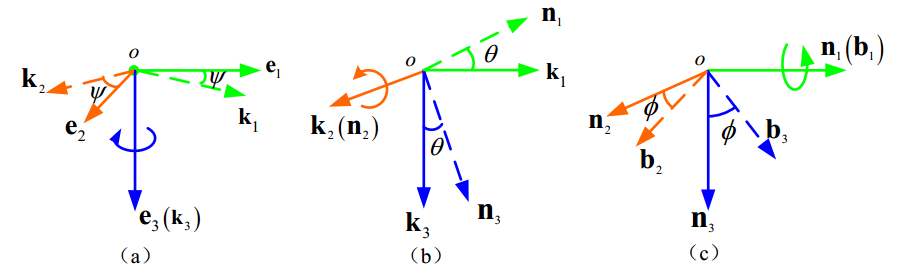 o
e₁
ψ
k₁
k₂
ψ
e₂
e₃(k₃)
(a)
n₁
θ
o
k₁
k₂(n₂)
θ
n₃
k₃
(b)
o
n₁(b₁)
n₂
ϕ
b₂
ϕ
b₃
n₃
(c)